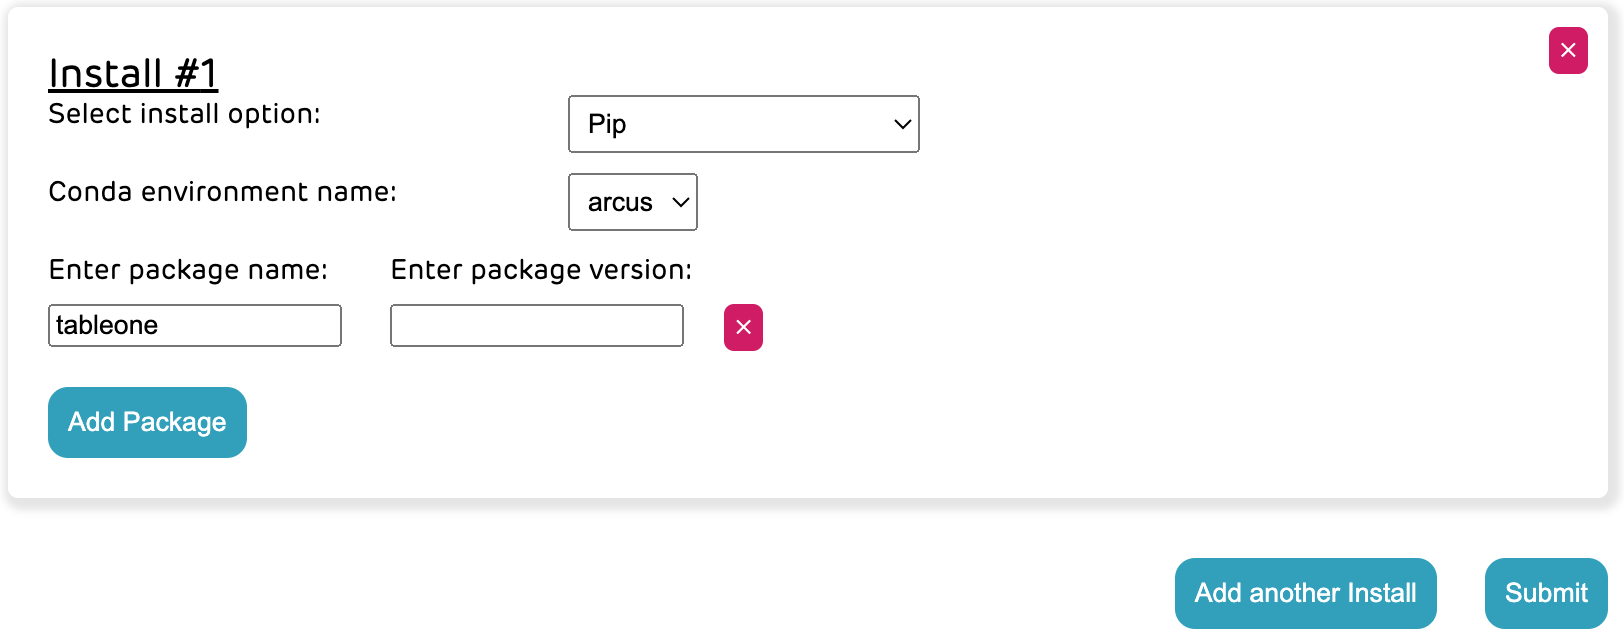 Install #1
Select install option:
Pip
Conda environment name:
arcus
Enter package name: Enter package version:
tableone
Add Package
Add another Install Submit